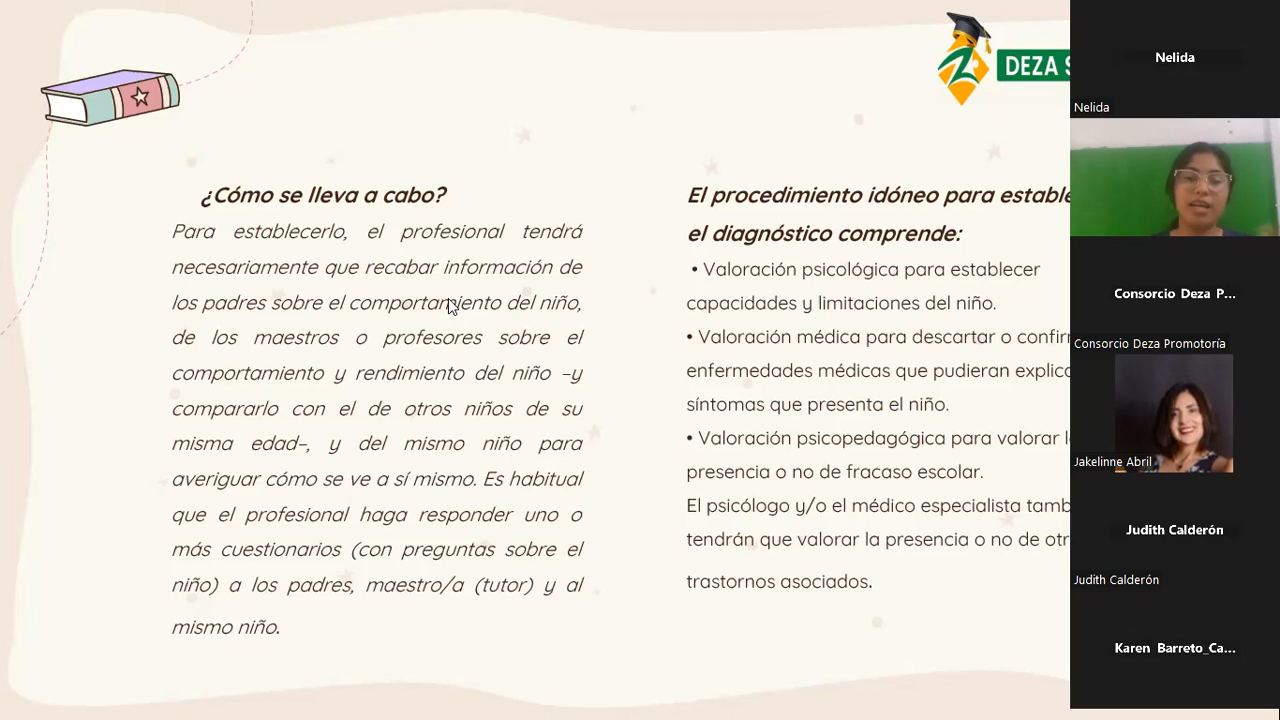 DEZA
¿Cómo se lleva a cabo?
Para establecerlo, el profesional tendrá
necesariamente que recabar información de
los padres sobre el comportamiento del niño,
de los maestros o profesores sobre el
comportamiento y rendimiento del niño –y
compararlo con el de otros niños de su
misma edad–, y del mismo niño para
averiguar cómo se ve a sí mismo. Es habitual
que el profesional haga responder uno o
más cuestionarios (con preguntas sobre el
niño) a los padres, maestro/a (tutor) y al
mismo niño.
El procedimiento idóneo para estable
el diagnóstico comprende:
• Valoración psicológica para establecer
capacidades y limitaciones del niño.
• Valoración médica para descartar o confir
enfermedades médicas que pudieran explica
síntomas que presenta el niño.
• Valoración psicopedagógica para valorar l
presencia o no de fracaso escolar.
El psicólogo y/o el médico especialista tamb
tendrán que valorar la presencia o no de otr
trastornos asociados.
Nelida
Nelida
Consorcio Deza P...
Consorcio Deza Promotoría
Jakelinne Abril
Judith Calderón
Judith Calderón
Karen Barreto_Ca...